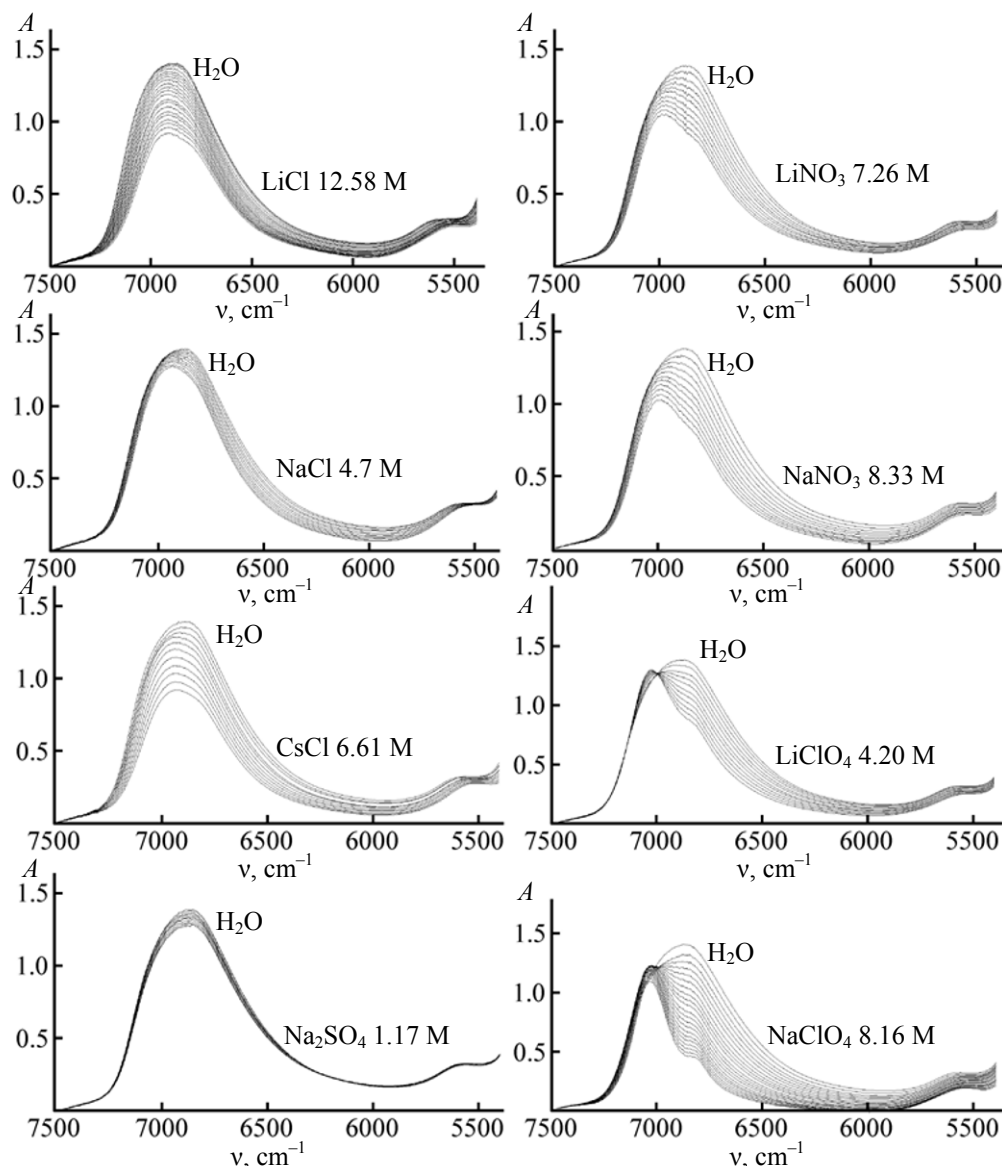 A
1.5
1.0
0.5
H₂O
LiCl 12.58 M
7500 7000 6500 6000 5500
ν, cm⁻¹
A
1.5
1.0
0.5
H₂O
LiNO₃ 7.26 M
7500 7000 6500 6000 5500
ν, cm⁻¹
A
1.5
1.0
0.5
H₂O
NaCl 4.7 M
7500 7000 6500 6000 5500
ν, cm⁻¹
A
1.5
1.0
0.5
H₂O
NaNO₃ 8.33 M
7500 7000 6500 6000 5500
ν, cm⁻¹
A
1.5
1.0
0.5
H₂O
CsCl 6.61 M
7500 7000 6500 6000 5500
ν, cm⁻¹
A
1.5
1.0
0.5
H₂O
LiClO₄ 4.20 M
7500 7000 6500 6000 5500
ν, cm⁻¹
A
1.5
1.0
0.5
H₂O
Na₂SO₄ 1.17 M
7500 7000 6500 6000 5500
ν, cm⁻¹
A
1.5
1.0
0.5
H₂O
NaClO₄ 8.16 M
7500 7000 6500 6000 5500
ν, cm⁻¹